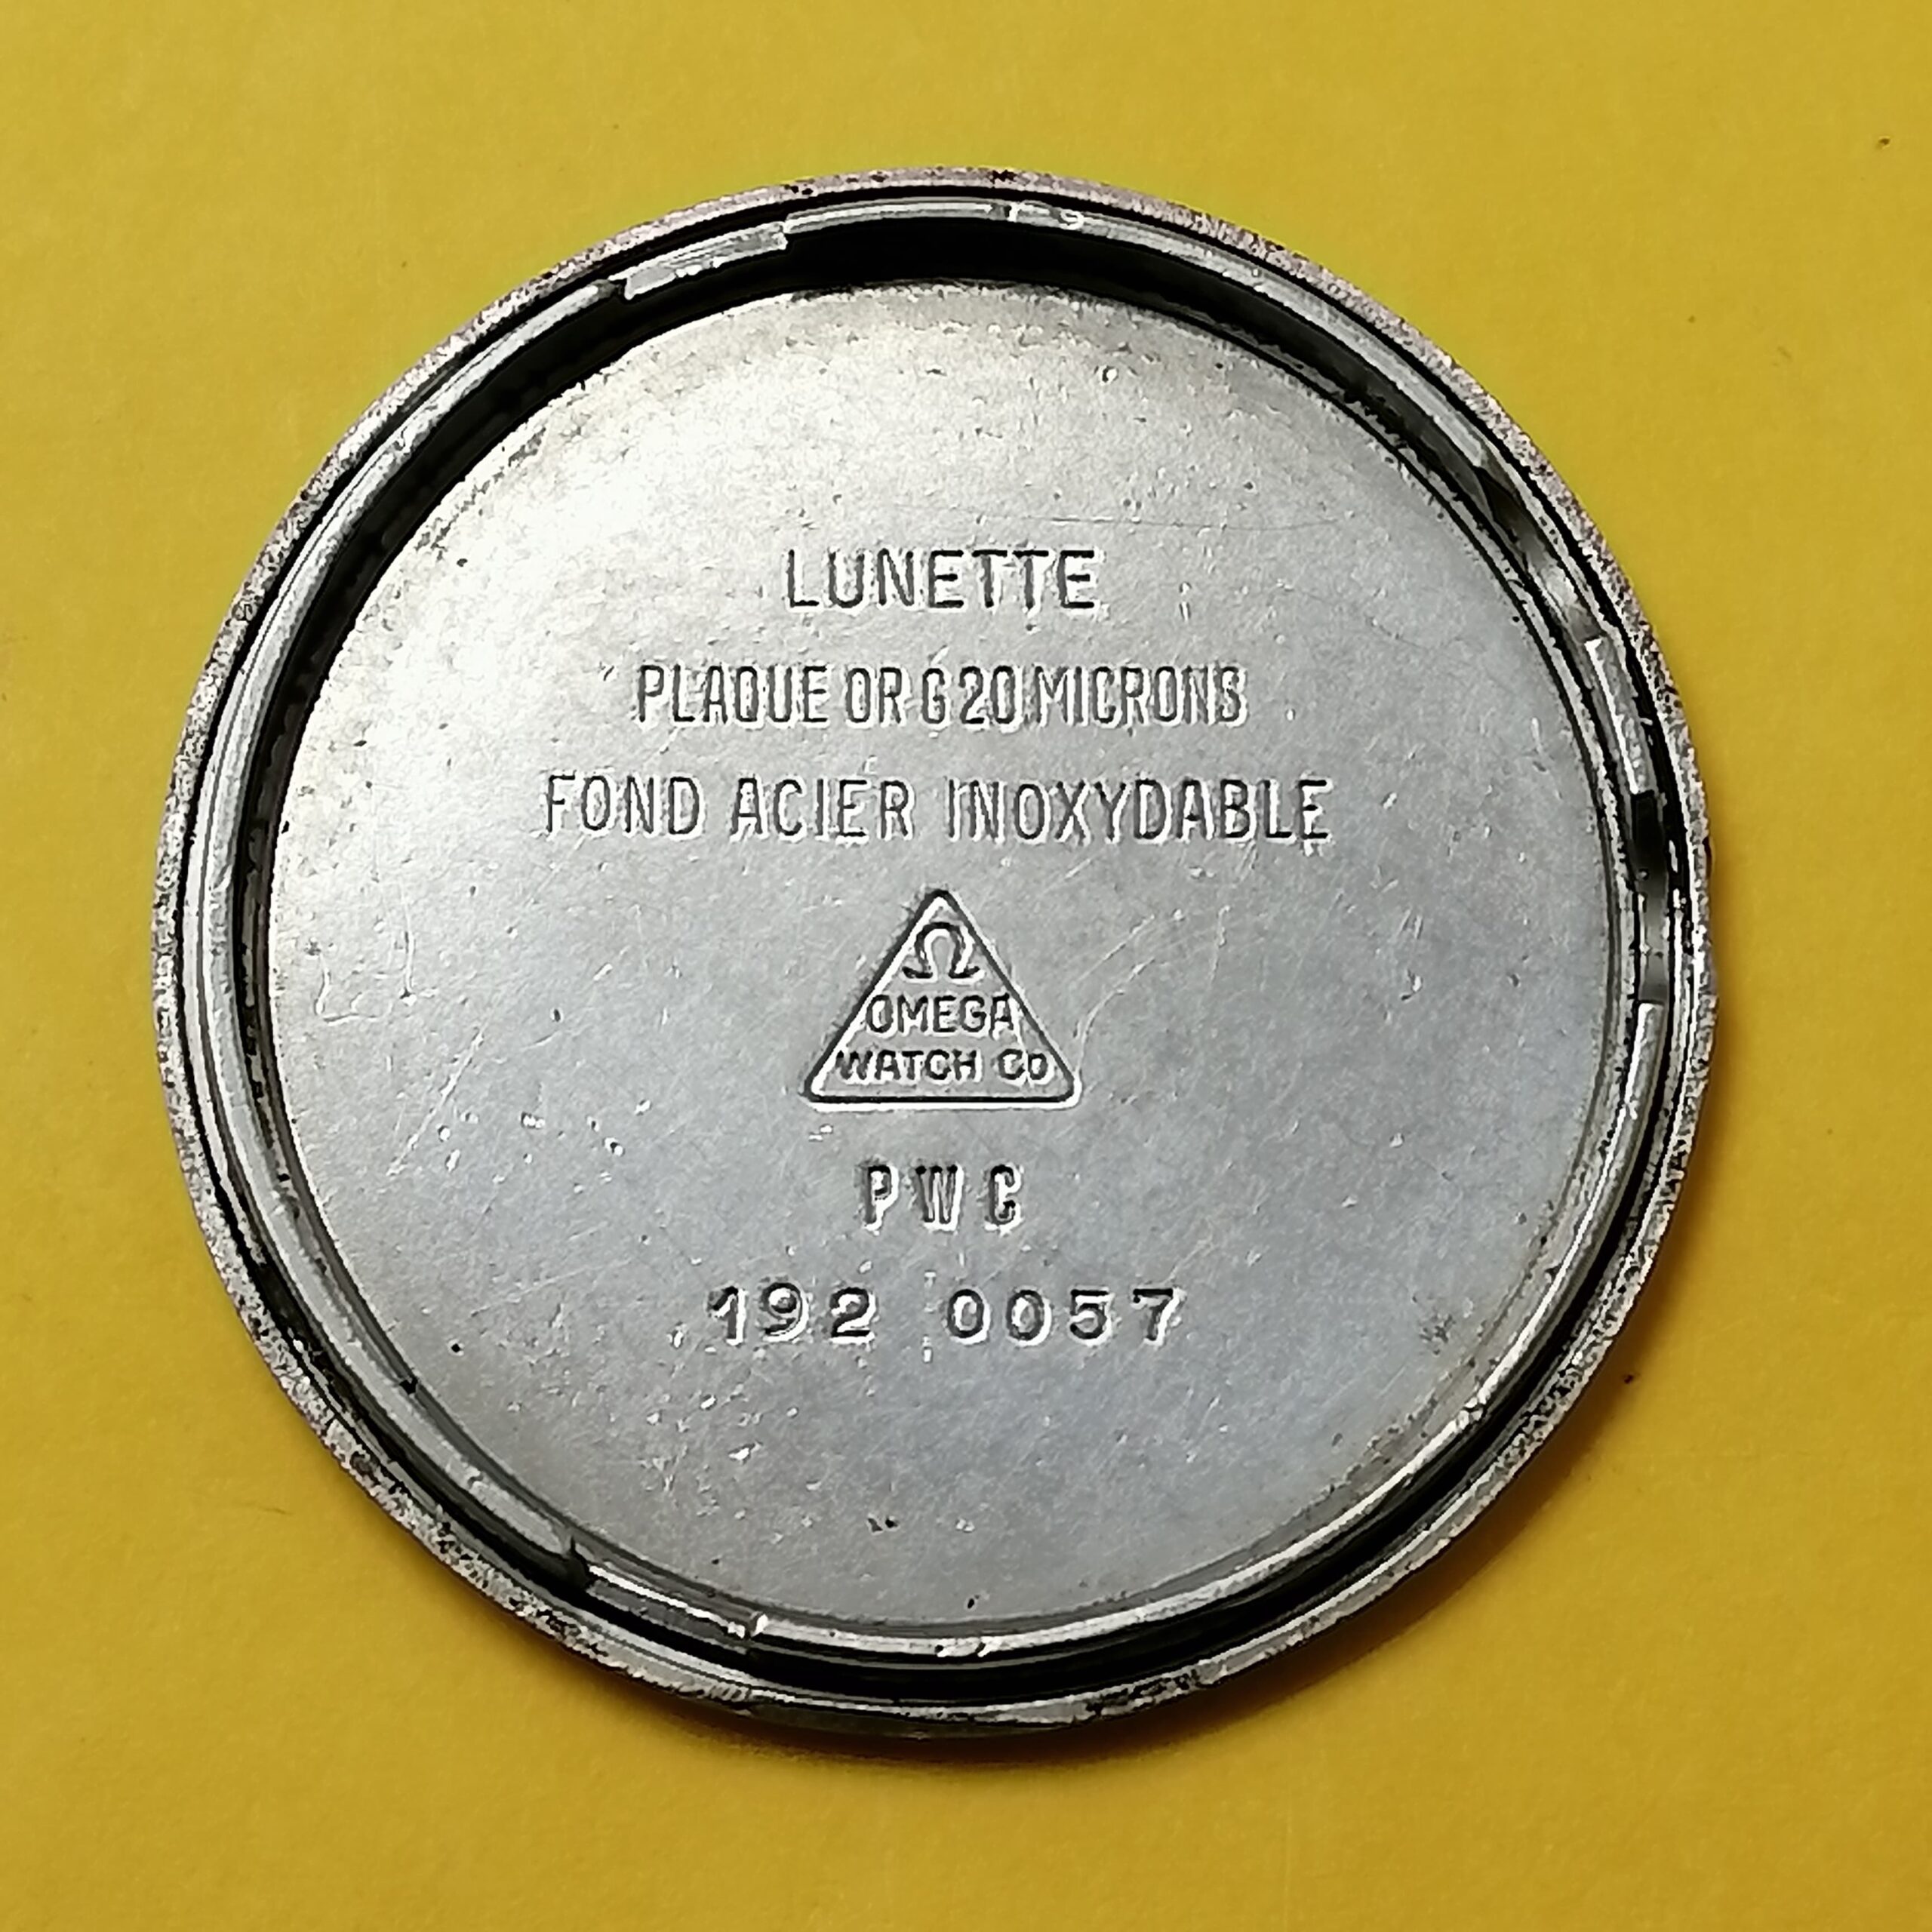 LUNETTE
PLAQUE OR G 20 MICRONS
FOND ACIER INOXYDABLE
Ω
OMEGA
WATCH Co
PWC
192 0057